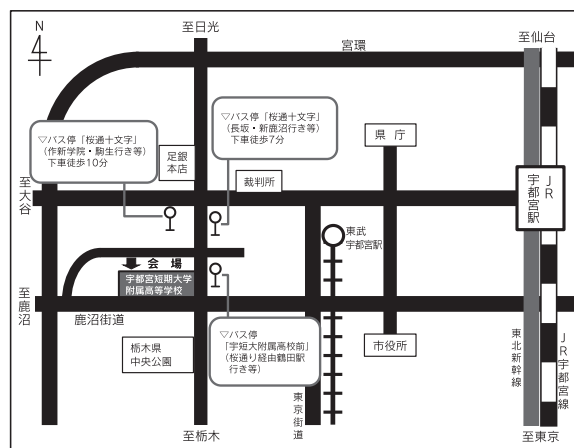 N
至日光
至仙台
宮環
▽バス停「桜通十文字」
（長坂・新鹿沼行き等）
下車徒歩7分
▽バス停「桜通十文字」
（作新学院・駒生行き等）
下車徒歩10分
足銀
本店
県庁
裁判所
至大谷
JR
宇都宮駅
東武
宇都宮駅
会場
宇都宮短期大学
附属高等学校
至鹿沼
鹿沼街道
▽バス停
「宇短大附属高校前」
（桜通り経由鶴田駅
行き等）
栃木県
中央公園
市役所
東京街道
東北新幹線
JR宇都宮線
至栃木
至東京